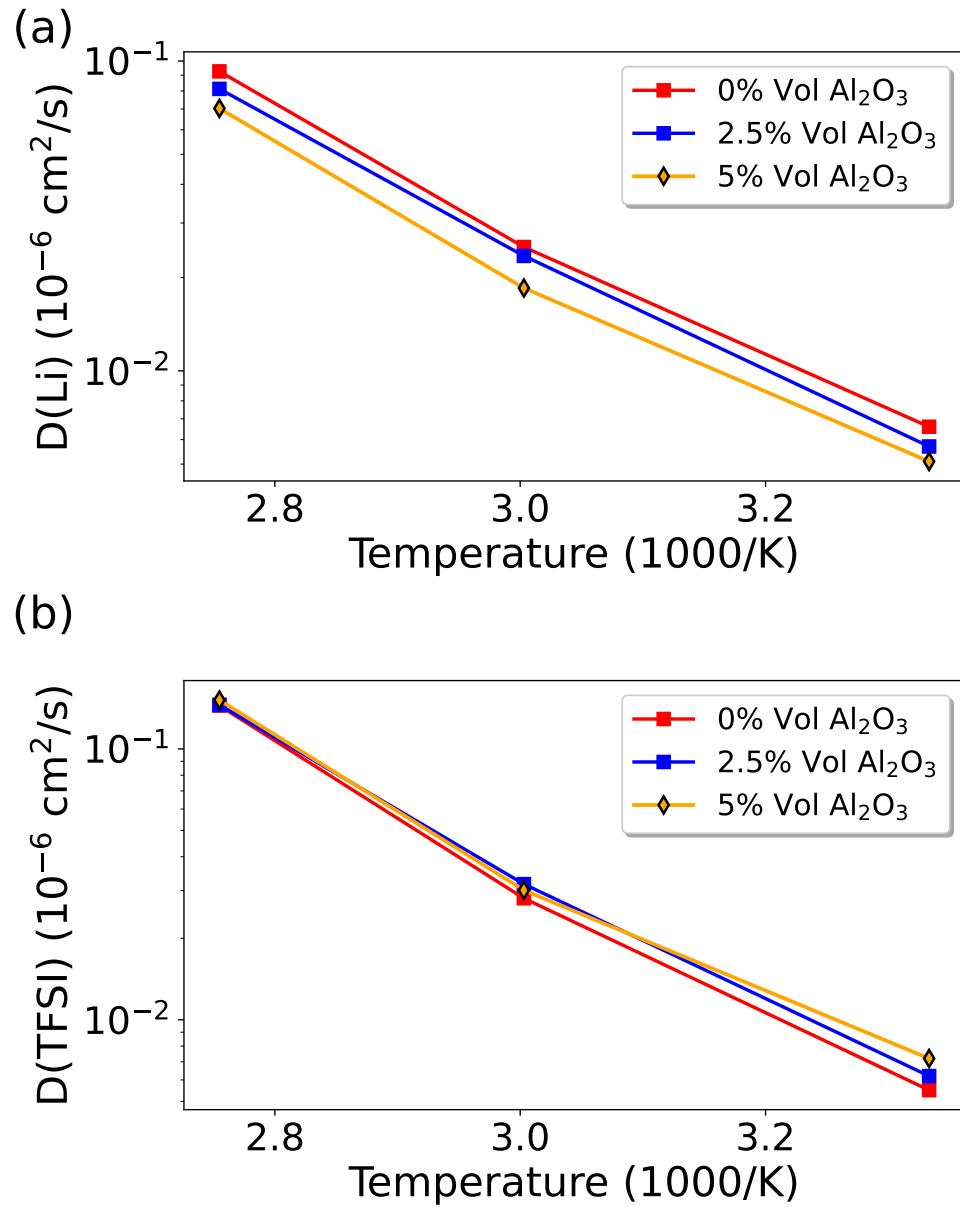 (a)
10⁻¹
10⁻²
D(Li) (10⁻⁶ cm²/s)
0% Vol Al₂O₃
2.5% Vol Al₂O₃
5% Vol Al₂O₃
2.8 3.0 3.2
Temperature (1000/K)
(b)
10⁻¹
10⁻²
D(TFSI) (10⁻⁶ cm²/s)
0% Vol Al₂O₃
2.5% Vol Al₂O₃
5% Vol Al₂O₃
2.8 3.0 3.2
Temperature (1000/K)